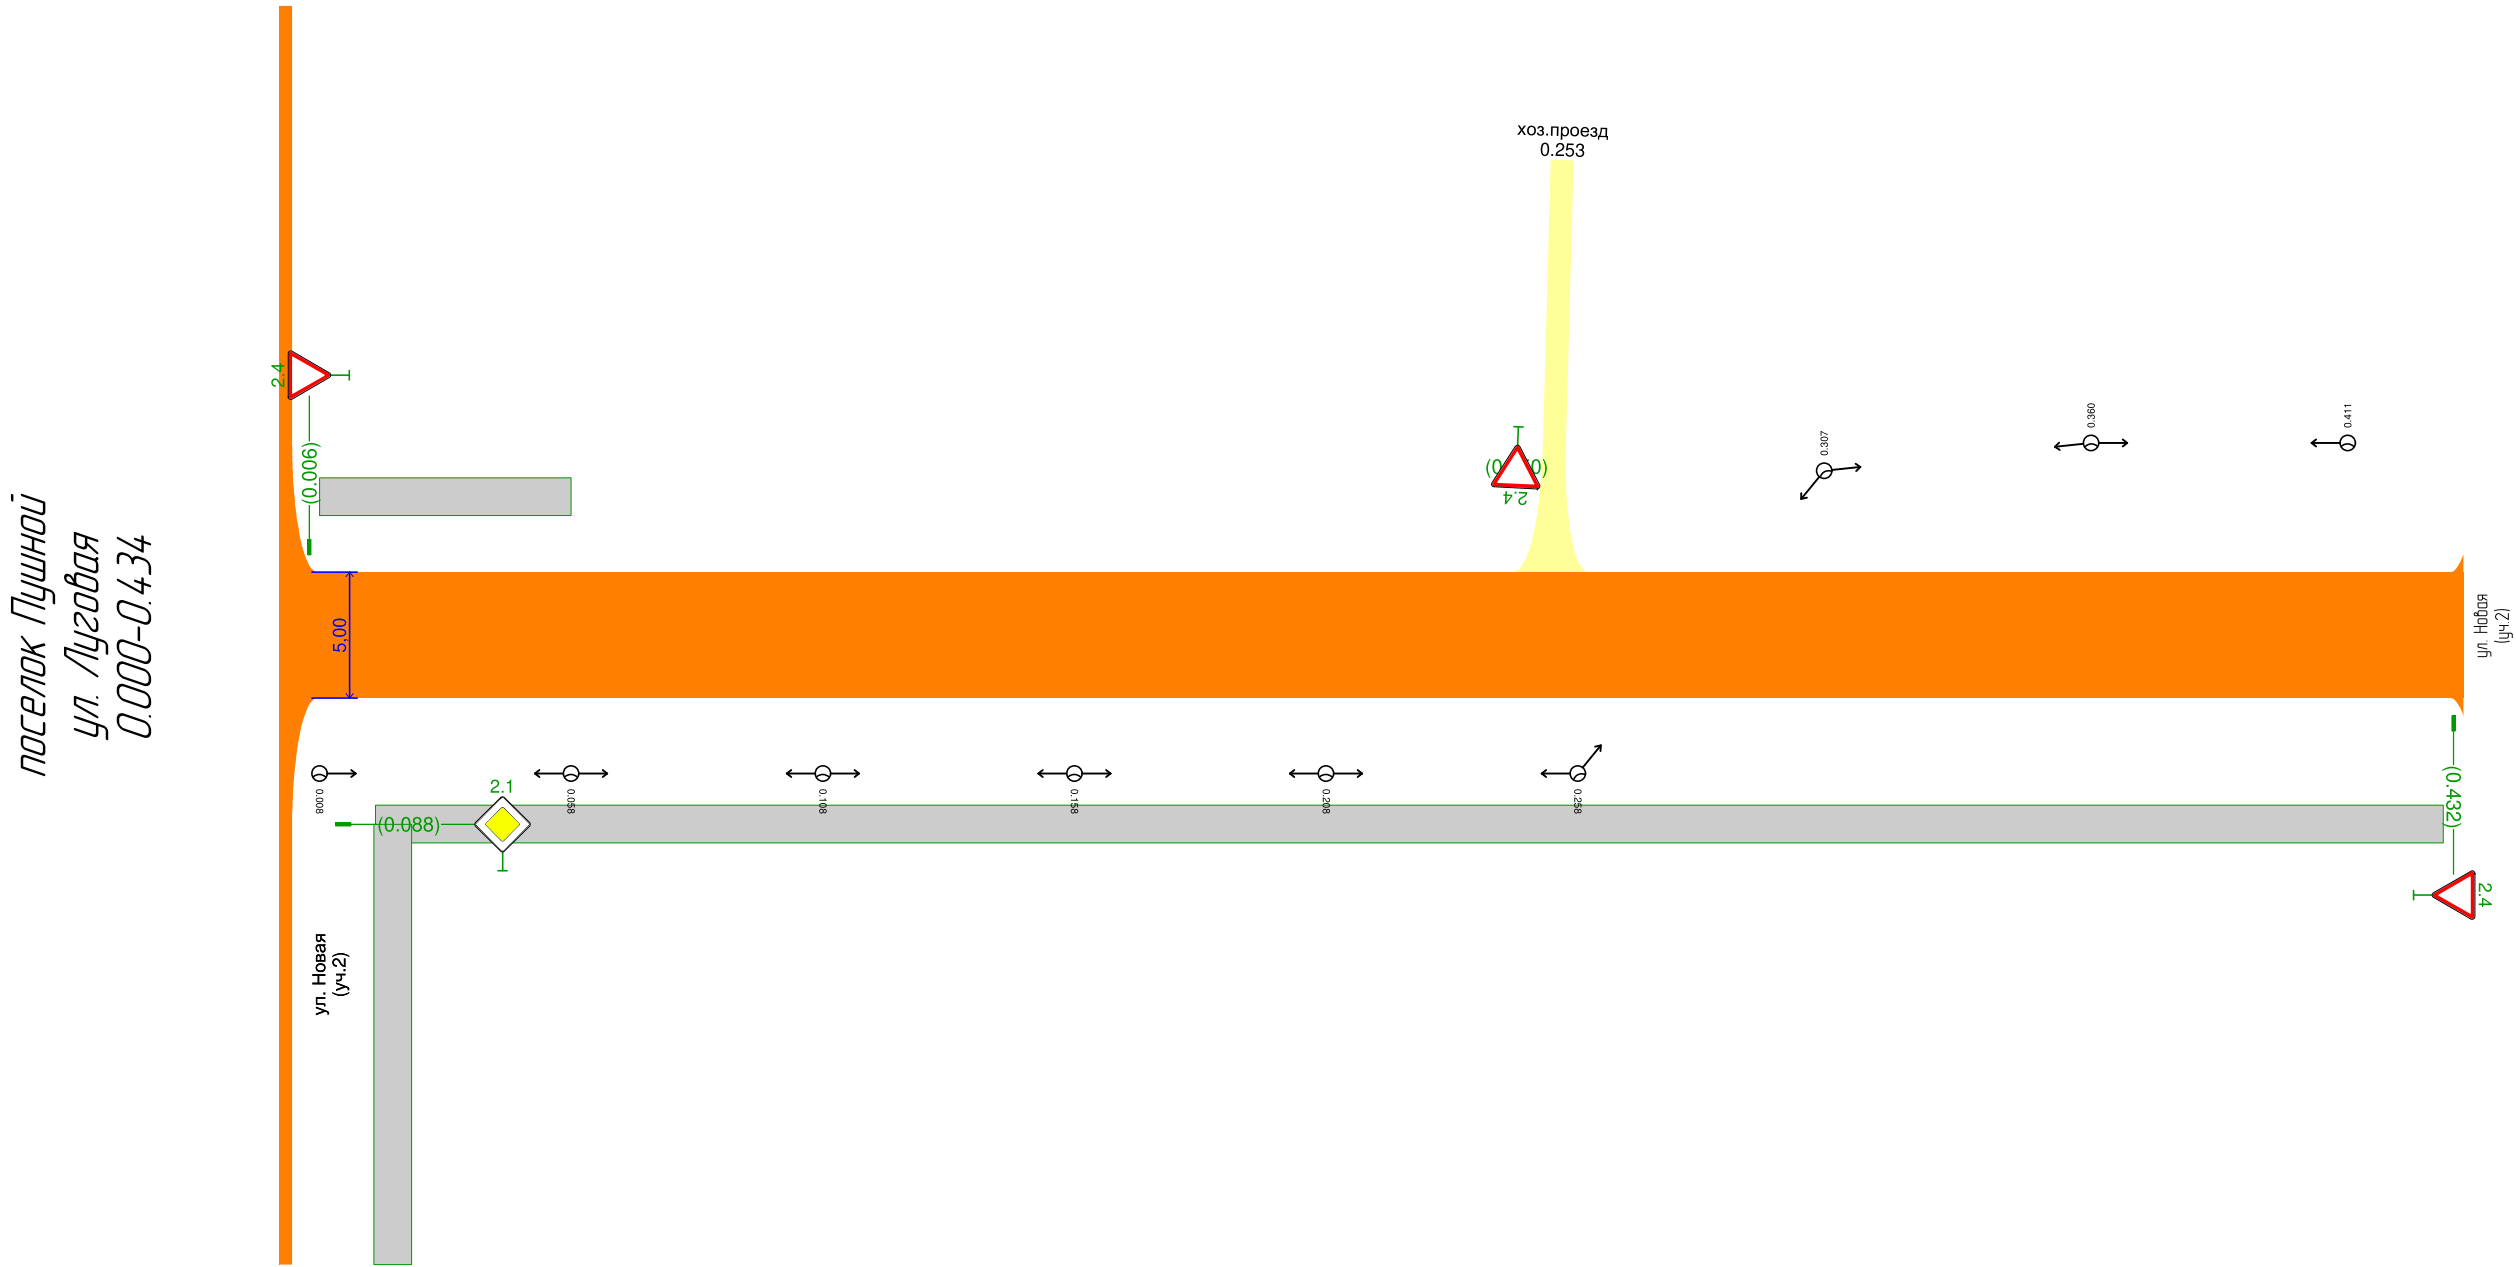 поселок Пушной
ул. Луговая
0.000-0.434
хоз.проезд
0.253
2.4
(0.006)
2.4
0.307
0.360
0.411
5,00
ул. Новая
(уч.2)
0.008
0.058
0.108
0.158
0.208
0.258
2.1
(0.088)
(0.432)
2.4
ул. Новая
(уч.2)